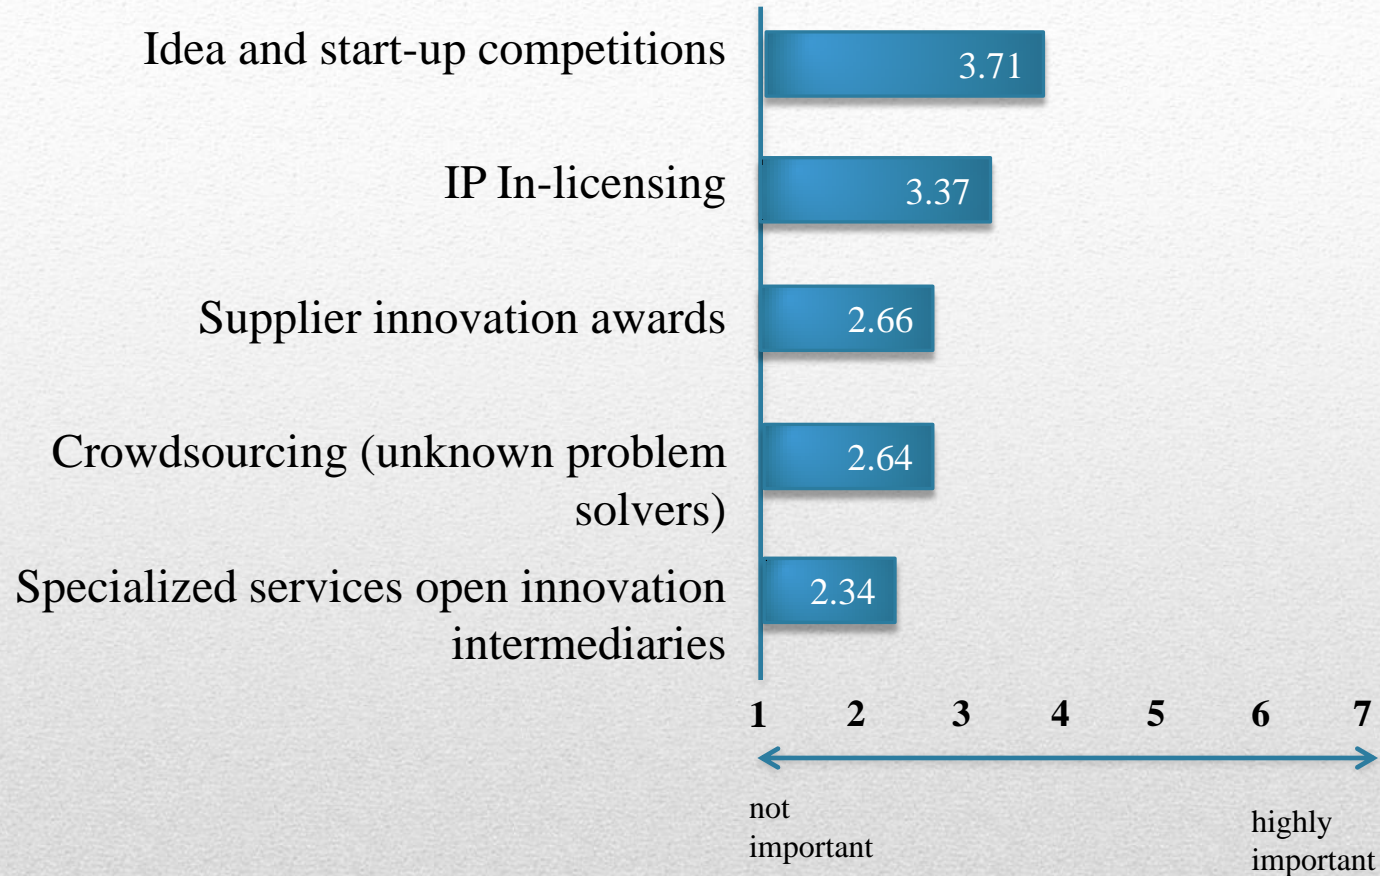 Idea and start-up competitions
3.71
IP In-licensing
3.37
Supplier innovation awards
2.66
Crowdsourcing (unknown problem
solvers)
2.64
Specialized services open innovation
intermediaries
2.34
1 2 3 4 5 6 7
not
important
highly
important